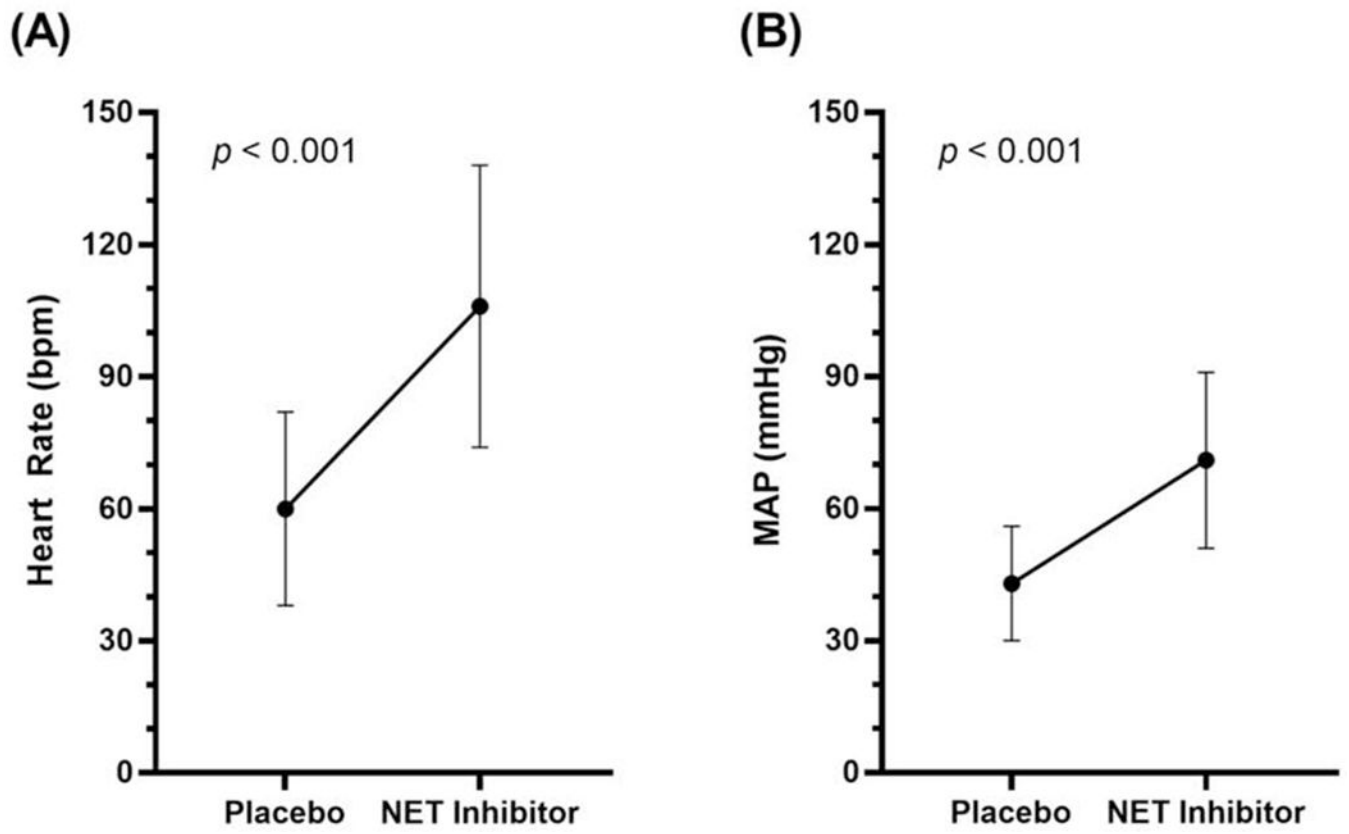 (A)
150
120
90
60
30
0
p < 0.001
Heart Rate (bpm)
Placebo NET Inhibitor
(B)
150
120
90
60
30
0
p < 0.001
MAP (mmHg)
Placebo NET Inhibitor